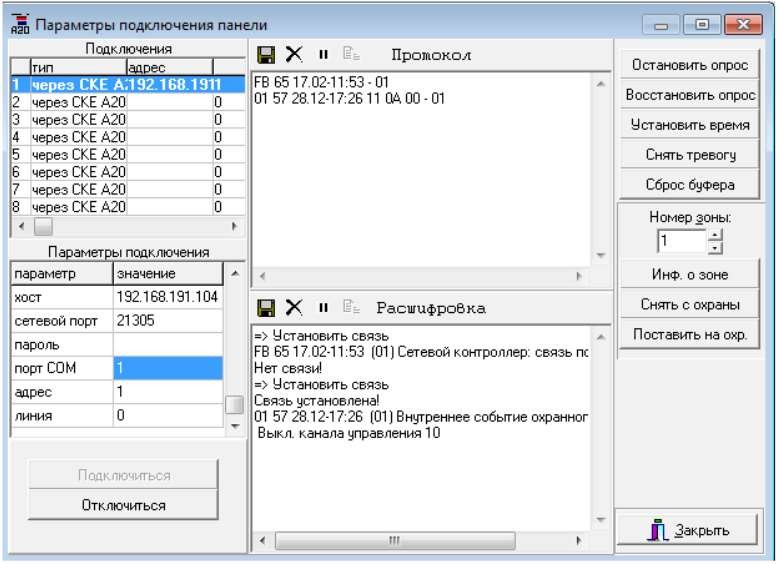 A20 Параметры подключения панели
Подключения
тип адрес
1 через СКЕ А2 192.168.191 1
2 через СКЕ А20 0
3 через СКЕ А20 0
4 через СКЕ А20 0
5 через СКЕ А20 0
6 через СКЕ А20 0
7 через СКЕ А20 0
8 через СКЕ А20 0
Параметры подключения
параметр значение
хост 192.168.191.104
сетевой порт 21305
пароль
порт COM 1
адрес 1
линия 0
Подключиться
Отключиться
Протокол
FB 65 17.02-11:53 - 01
01 57 28.12-17:26 11 0A 00 - 01
Расшифровка
=> Установить связь
FB 65 17.02-11:53 (01) Сетевой контроллер: связь по
Нет связи!
=> Установить связь
Связь установлена!
01 57 28.12-17:26 (01) Внутреннее событие охранног
Выкл. канала управления 10
Остановить опрос
Восстановить опрос
Установить время
Снять тревогу
Сброс буфера
Номер зоны:
1
Инф. о зоне
Снять с охраны
Поставить на охр.
Закрыть